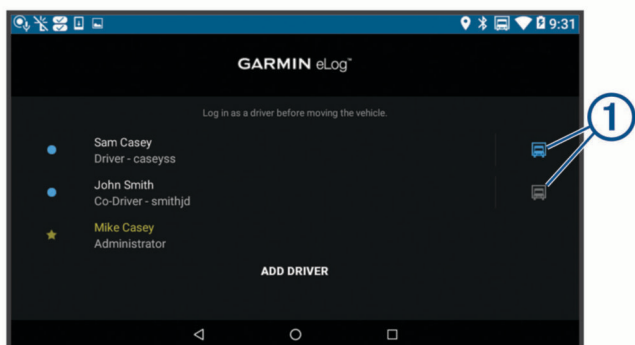 9:31
GARMIN eLog™
Log in as a driver before moving the vehicle.
Sam Casey
Driver - caseyss
John Smith
Co-Driver - smithjd
Mike Casey
Administrator
ADD DRIVER
1